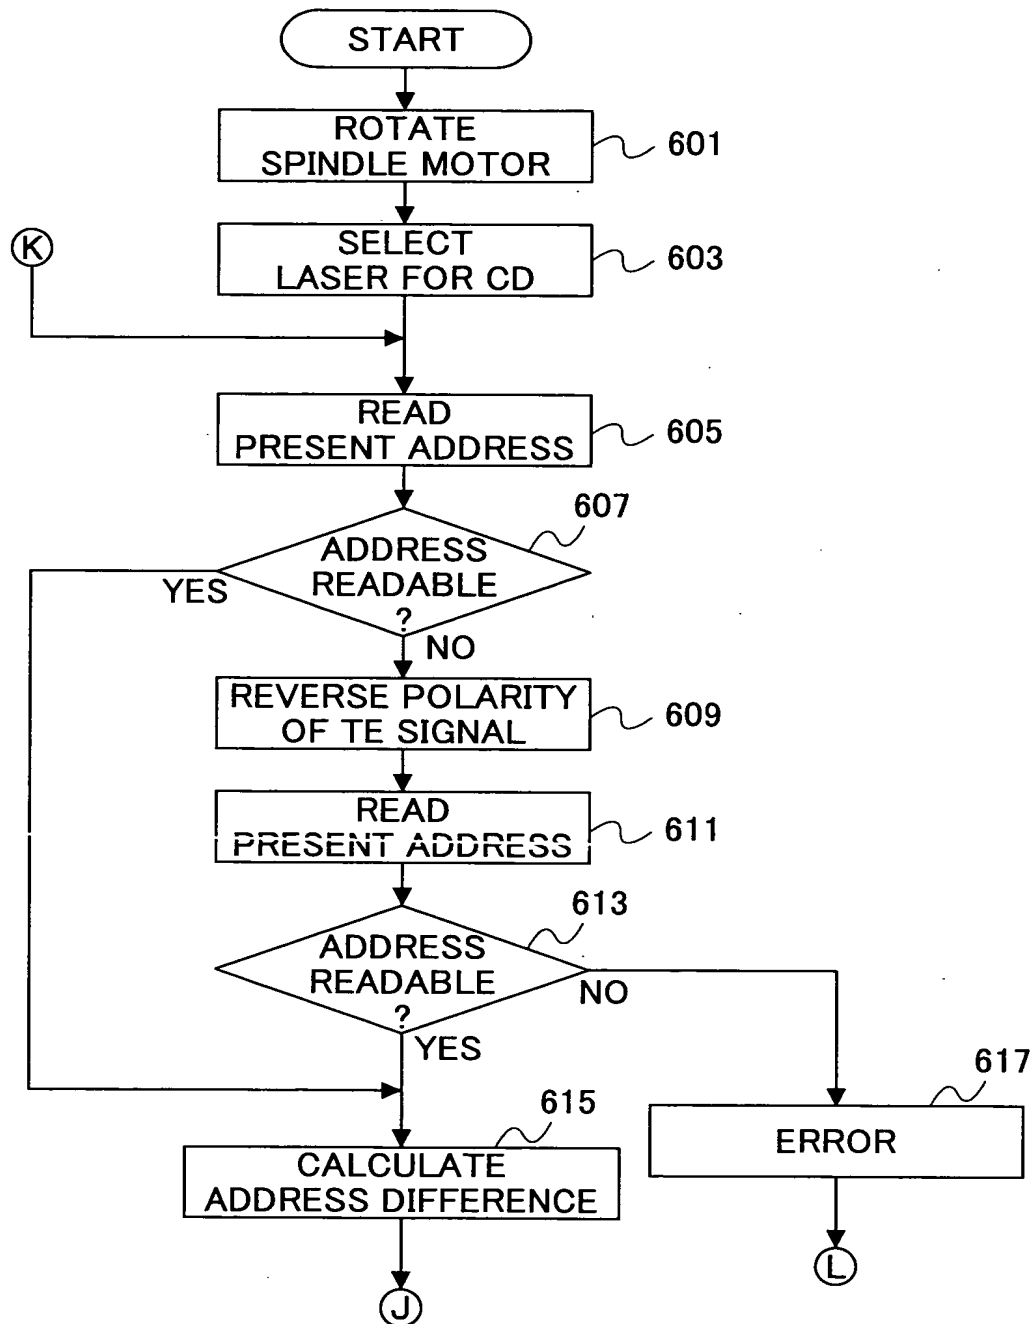 START
ROTATE
SPINDLE MOTOR
601
K
SELECT
LASER FOR CD
603
READ
PRESENT ADDRESS
605
607
ADDRESS
READABLE
?
YES
NO
REVERSE POLARITY
OF TE SIGNAL
609
READ
PRESENT ADDRESS
611
613
ADDRESS
READABLE
?
NO
YES
615
617
CALCULATE
ADDRESS DIFFERENCE
ERROR
J
L